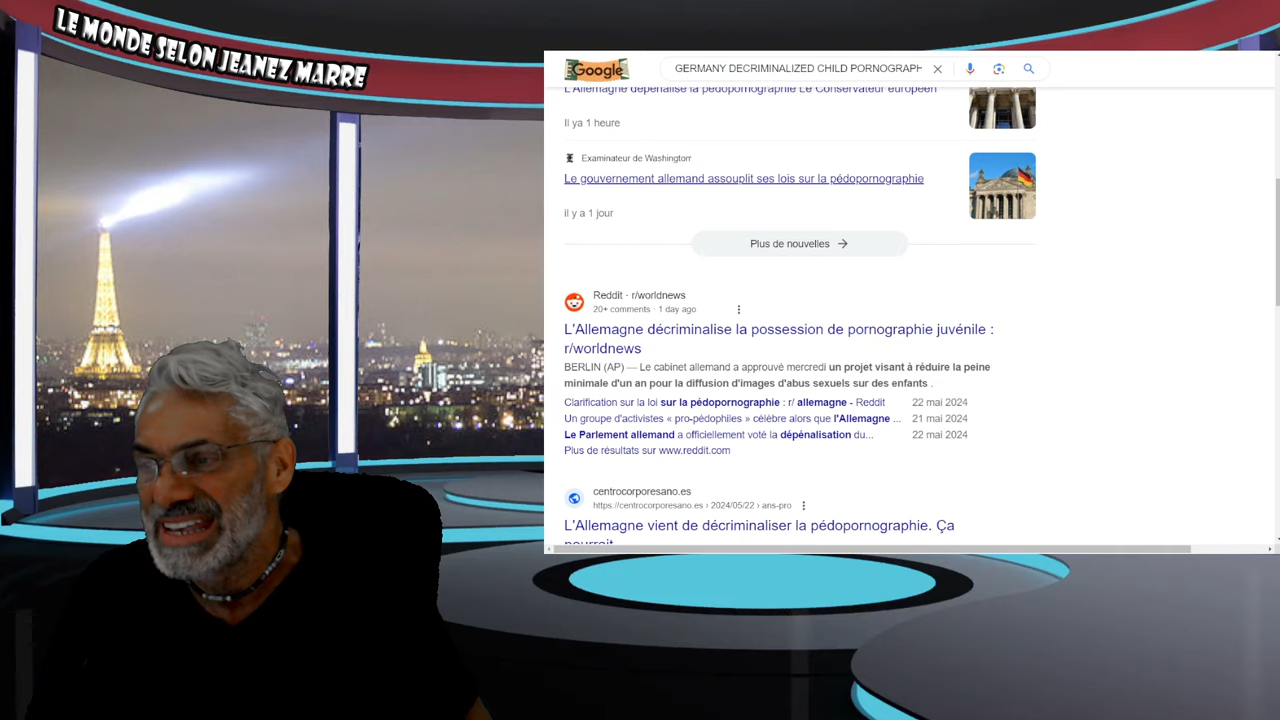 LE MONDE SELON JEANEZ MARRE
Google
GERMANY DECRIMINALIZED CHILD PORNOGRAPH
L'Allemagne dépénalise la pédopornographie Le Conservateur européen
Il ya 1 heure
Examinateur de Washingtorr
Le gouvernement allemand assouplit ses lois sur la pédopornographie
il y a 1 jour
Plus de nouvelles →
Reddit · r/worldnews
20+ comments · 1 day ago
L'Allemagne décriminalise la possession de pornographie juvénile :
r/worldnews
BERLIN (AP) — Le cabinet allemand a approuvé mercredi un projet visant à réduire la peine
minimale d'un an pour la diffusion d'images d'abus sexuels sur des enfants .
Clarification sur la loi sur la pédopornographie : r/ allemagne - Reddit 22 mai 2024
Un groupe d'activistes « pro-pédophiles » célèbre alors que l'Allemagne ... 21 mai 2024
Le Parlement allemand a officiellement voté la dépénalisation du... 22 mai 2024
Plus de résultats sur www.reddit.com
centrocorporesano.es
https://centrocorporesano.es › 2024/05/22 › ans-pro
L'Allemagne vient de décriminaliser la pédopornographie. Ça
pourrait